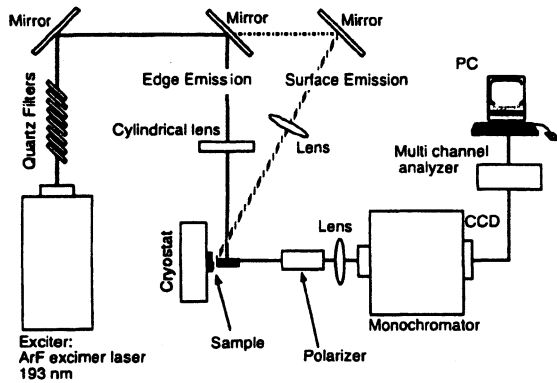 Mirror
Mirror
Mirror
Quartz Filters
Edge Emission
Surface Emission
PC
Cylindrical lens
Lens
Multi channel
analyzer
Cryostat
Lens
CCD
Sample
Polarizer
Monochromator
Exciter:
ArF excimer laser
193 nm